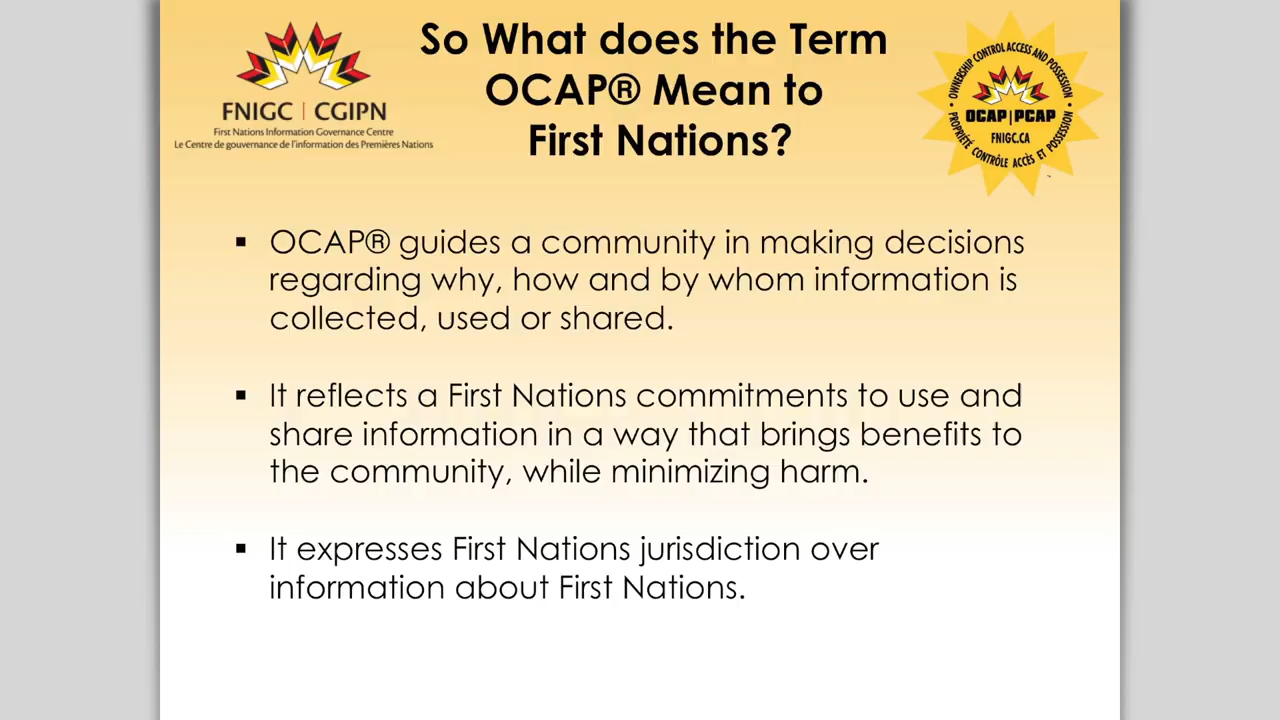 So What does the Term
OCAP® Mean to
First Nations?
FNIGC | CGIPN
First Nations Information Governance Centre
Le Centre de gouvernance de l'information des Premières Nations
OWNERSHIP CONTROL ACCESS AND POSSESSION
OCAP|PCAP
FNIGC.CA
PROPRIÉTÉ CONTRÔLE ACCÈS ET POSSESSION
▪ OCAP® guides a community in making decisions
regarding why, how and by whom information is
collected, used or shared.
▪ It reflects a First Nations commitments to use and
share information in a way that brings benefits to
the community, while minimizing harm.
▪ It expresses First Nations jurisdiction over
information about First Nations.